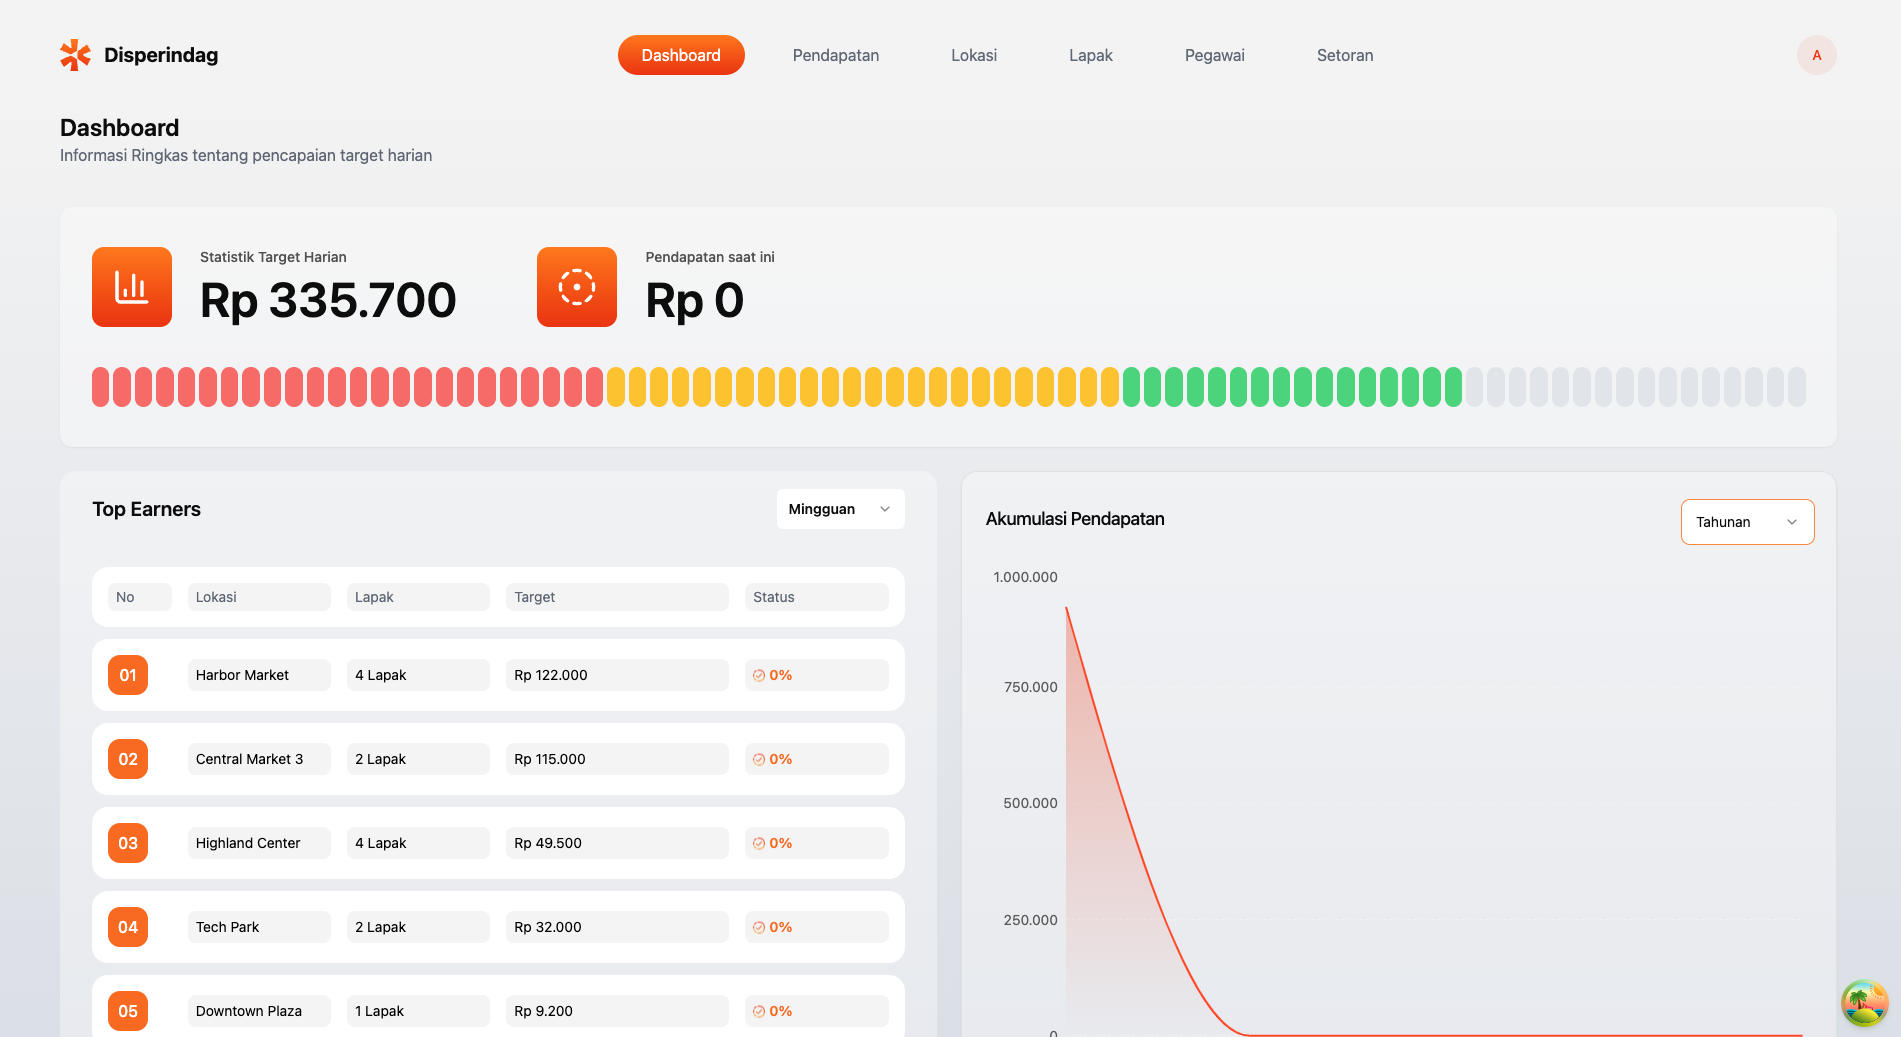 Disperindag
Dashboard
Pendapatan
Lokasi
Lapak
Pegawai
Setoran
A
Dashboard
Informasi Ringkas tentang pencapaian target harian
Statistik Target Harian
Rp 335.700
Pendapatan saat ini
Rp 0
Top Earners
Mingguan
No Lokasi Lapak Target Status
01 Harbor Market 4 Lapak Rp 122.000 0%
02 Central Market 3 2 Lapak Rp 115.000 0%
03 Highland Center 4 Lapak Rp 49.500 0%
04 Tech Park 2 Lapak Rp 32.000 0%
05 Downtown Plaza 1 Lapak Rp 9.200 0%
Akumulasi Pendapatan
Tahunan
1.000.000
750.000
500.000
250.000
0